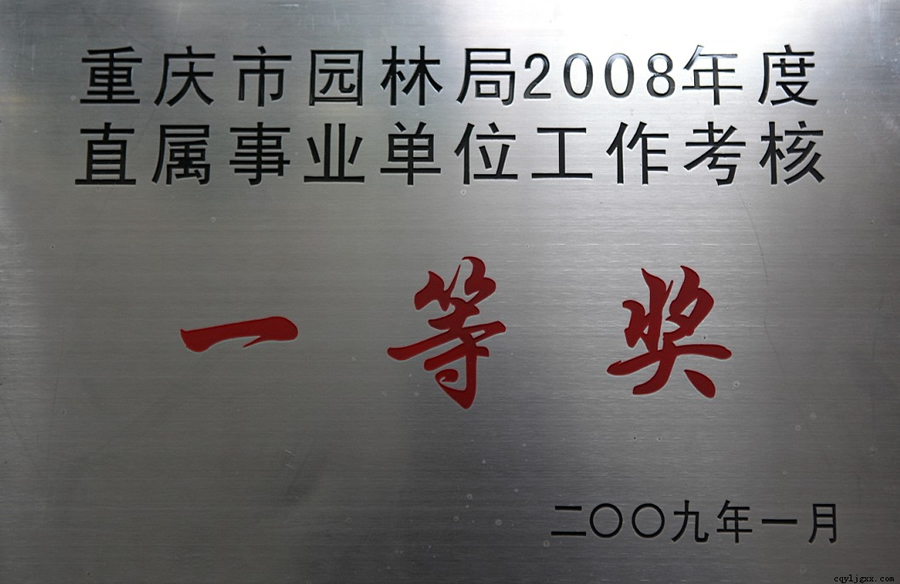 重庆市园林局2008年度
直属事业单位工作考核
一等奖
二〇〇九年一月
cqyljgxx.com